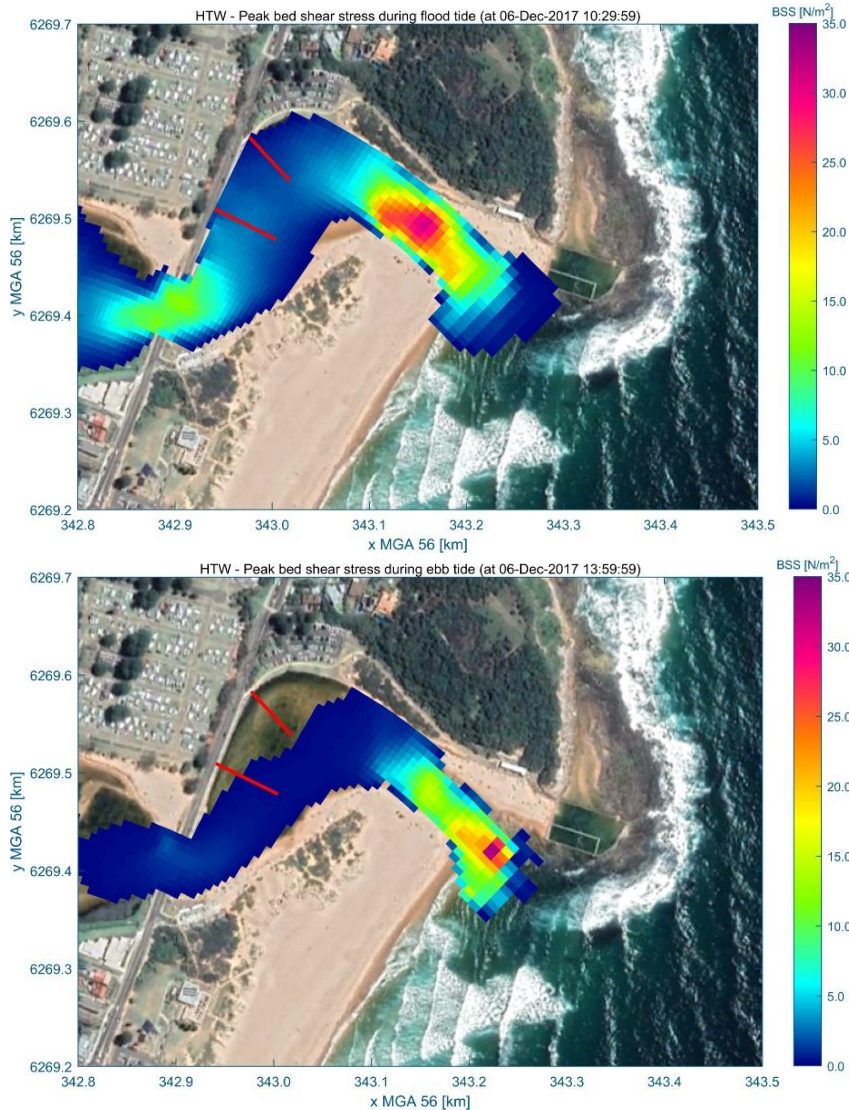 HTW - Peak bed shear stress during flood tide (at 06-Dec-2017 10:29:59)
BSS [N/m²]
6269.7
6269.6
6269.5
6269.4
6269.3
6269.2
y MGA 56 [km]
342.8 342.9 343.0 343.1 343.2 343.3 343.4 343.5
x MGA 56 [km]
35.0
30.0
25.0
20.0
15.0
10.0
5.0
0.0
HTW - Peak bed shear stress during ebb tide (at 06-Dec-2017 13:59:59)
BSS [N/m²]
6269.7
6269.6
6269.5
6269.4
6269.3
6269.2
y MGA 56 [km]
342.8 342.9 343.0 343.1 343.2 343.3 343.4 343.5
x MGA 56 [km]
35.0
30.0
25.0
20.0
15.0
10.0
5.0
0.0